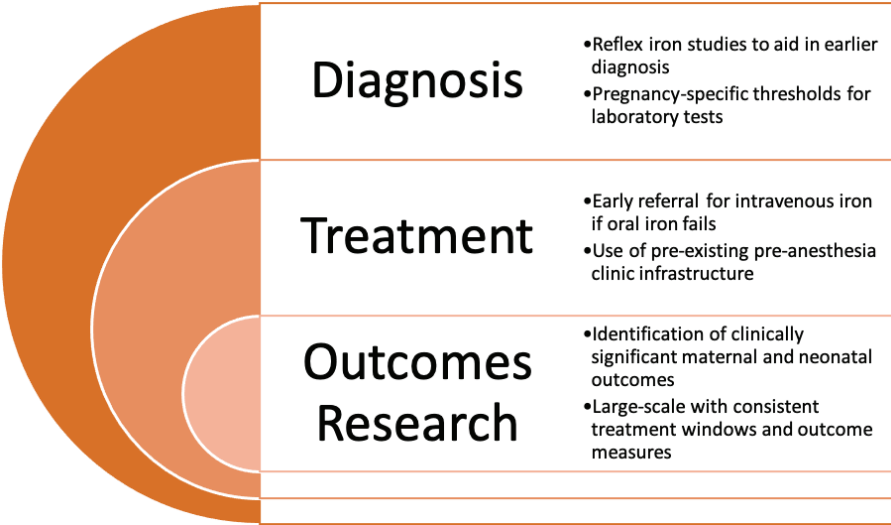 Diagnosis
•Reflex iron studies to aid in earlier
diagnosis
•Pregnancy-specific thresholds for
laboratory tests
Treatment
•Early referral for intravenous iron
if oral iron fails
•Use of pre-existing pre-anesthesia
clinic infrastructure
Outcomes
Research
•Identification of clinically
significant maternal and neonatal
outcomes
•Large-scale with consistent
treatment windows and outcome
measures